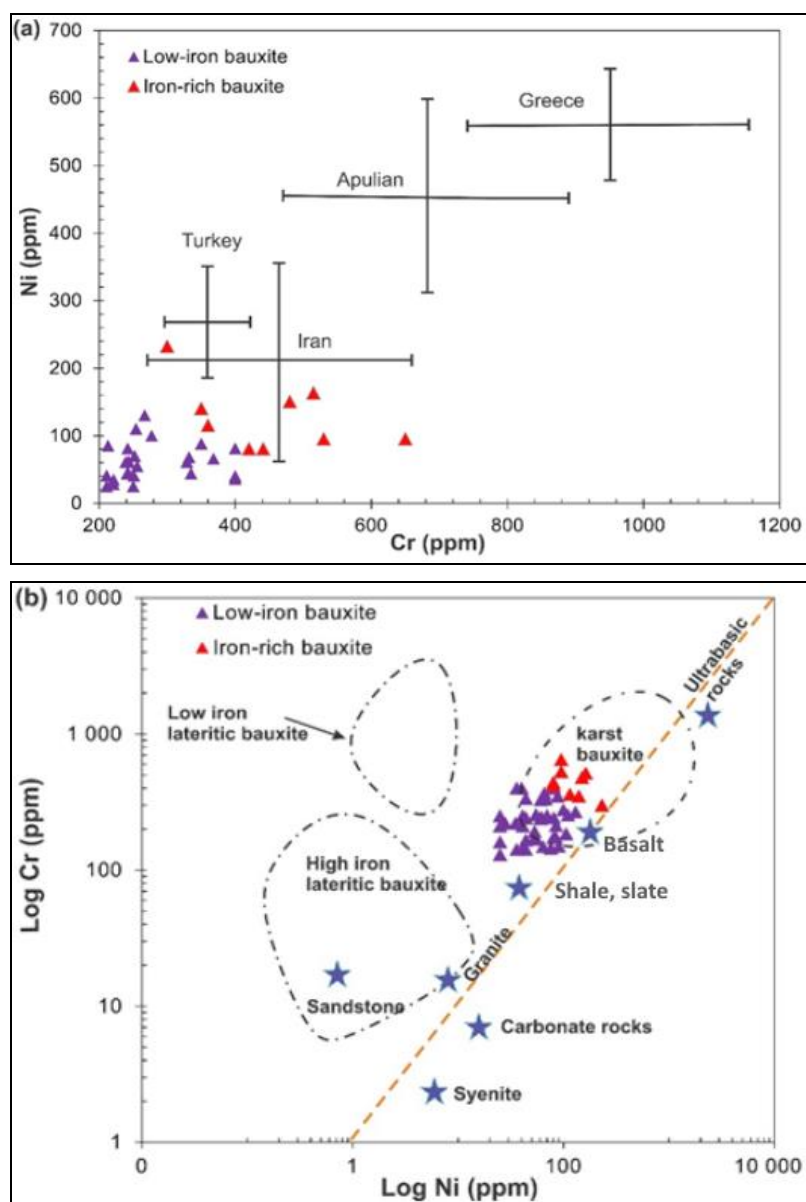 (a)
700
600
500
400
300
200
100
0
Ni (ppm)
Low-iron bauxite
Iron-rich bauxite
Greece
Apulian
Turkey
Iran
200
400
600
800
1000
1200
Cr (ppm)
(b)
10 000
1 000
100
10
1
Log Cr (ppm)
Low-iron bauxite
Iron-rich bauxite
Ultrabasic
rocks
Low iron
lateritic bauxite
karst
bauxite
Basalt
High iron
lateritic bauxite
Shale, slate
Granite
Sandstone
Carbonate rocks
Syenite
0
1
100
10 000
Log Ni (ppm)